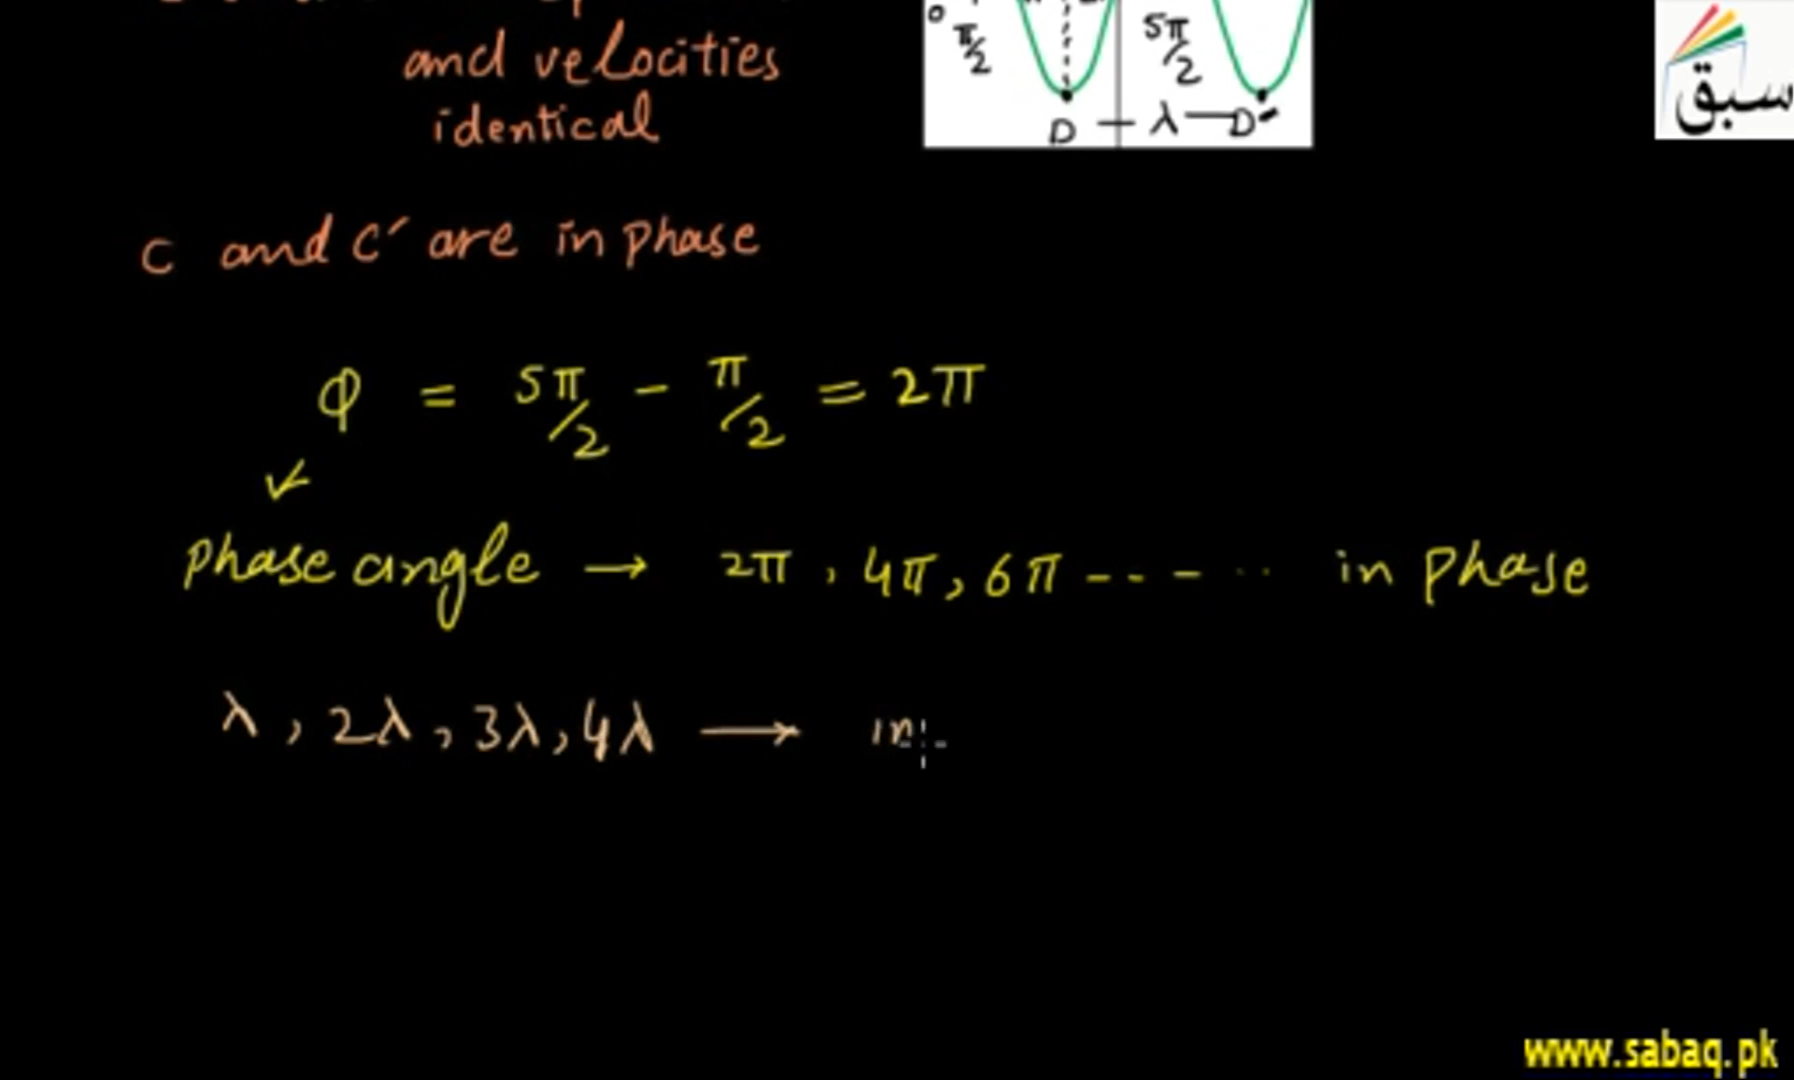 and velocities
identical
C and C′ are in phase
φ = 5π/2 - π/2 = 2π
Phase angle → 2π, 4π, 6π - - - - ·· in phase
λ, 2λ, 3λ, 4λ → in
π/2
5π/2
D
λ
D′
سبق
www.sabaq.pk